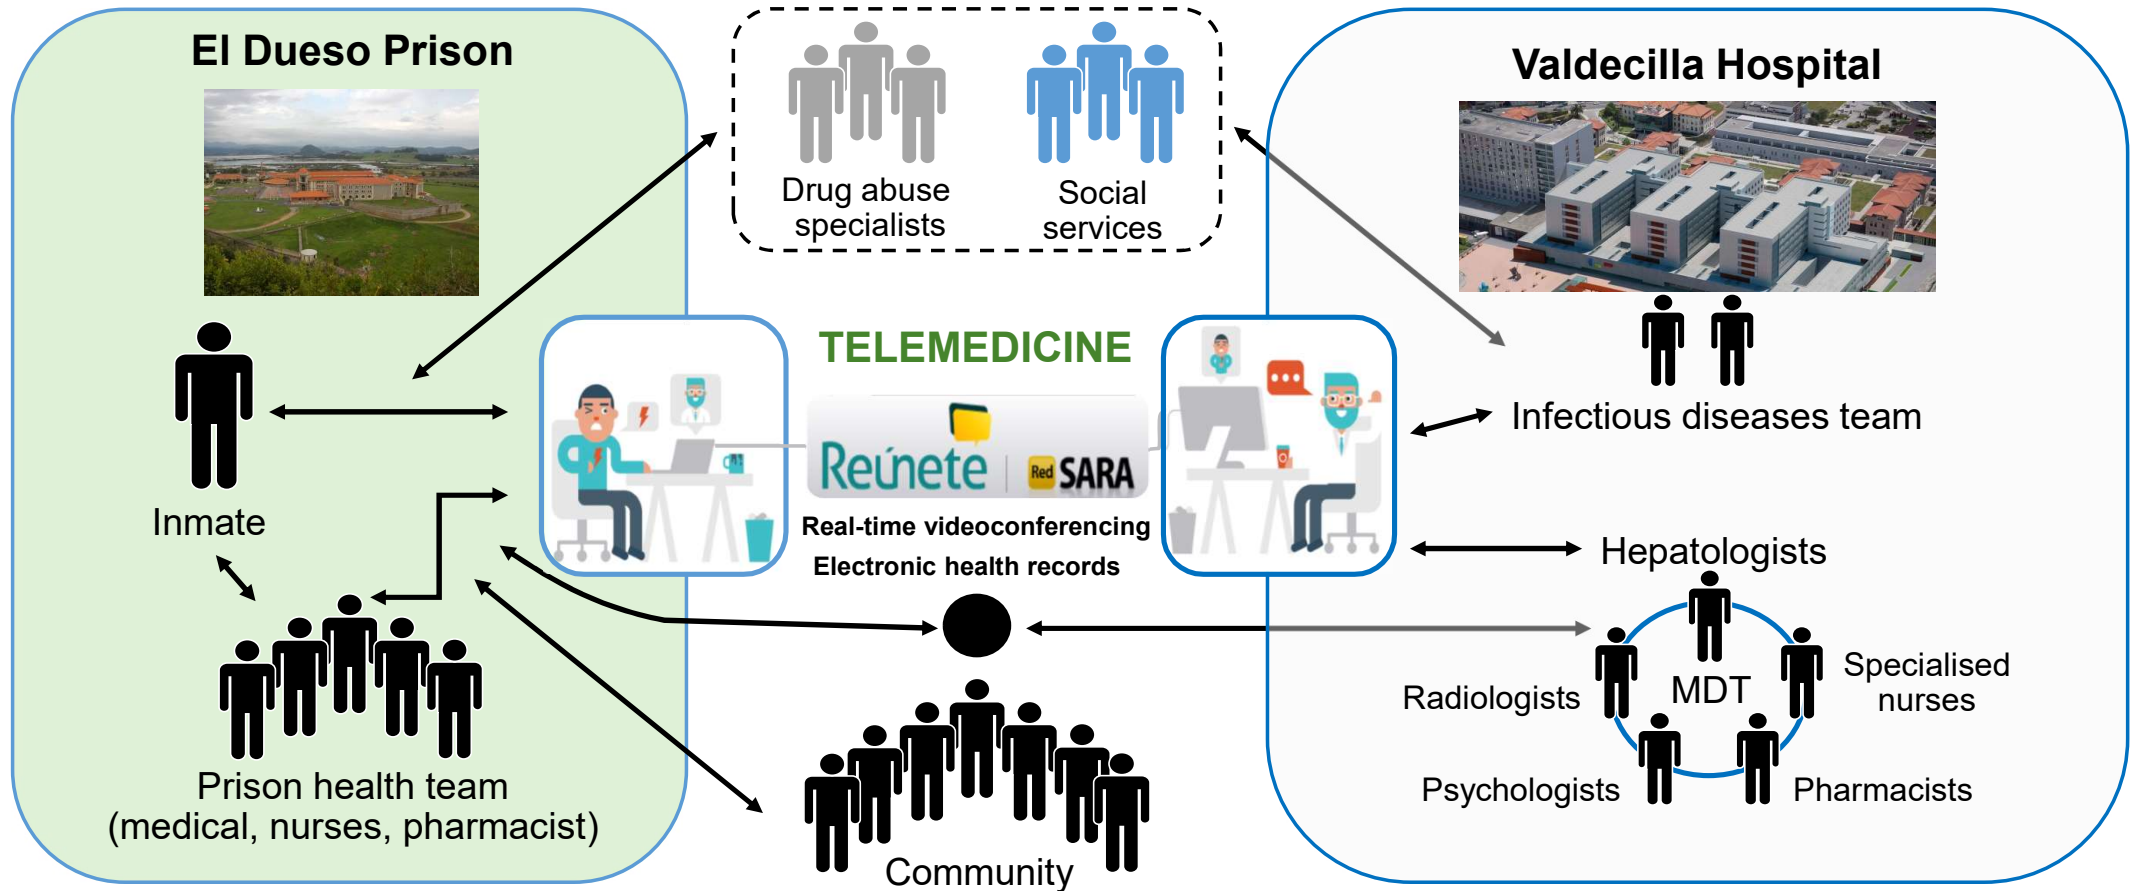 El Dueso Prison
Drug abuse
specialists
Social
services
Valdecilla Hospital
TELEMEDICINE
Reúnete
Red SARA
Real-time videoconferencing
Electronic health records
Inmate
Prison health team
(medical, nurses, pharmacist)
Community
Infectious diseases team
Hepatologists
MDT
Radiologists
Specialised
nurses
Psychologists
Pharmacists